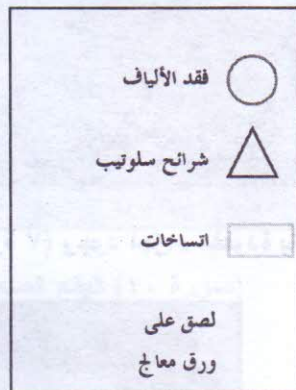 فقد الألياف
شرائح سلوتيب
اتساخات
لصق على
ورق معالج